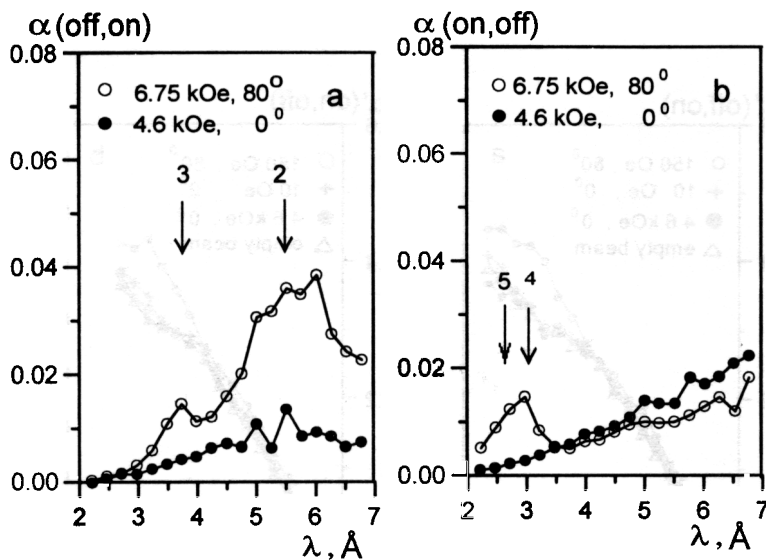 α (off,on)
0.08
0.06
0.04
0.02
0.00
6.75 kOe, 80⁰
4.6 kOe, 0⁰
a
3
2
2 3 4 5 6 7
λ, Å
α (on,off)
0.08
0.06
0.04
0.02
0.00
6.75 kOe, 80⁰
4.6 kOe, 0⁰
b
5
4
2 3 4 5 6 7
λ, Å